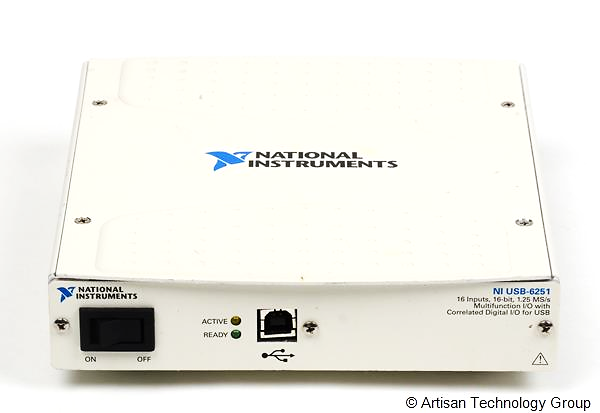 NATIONAL
INSTRUMENTS
NATIONAL
INSTRUMENTS
NI USB-6251
16 Inputs, 16-bit, 1.25 MS/s
Multifunction I/O with
Correlated Digital I/O for USB
ACTIVE
READY
ON OFF
© Artisan Technology Group